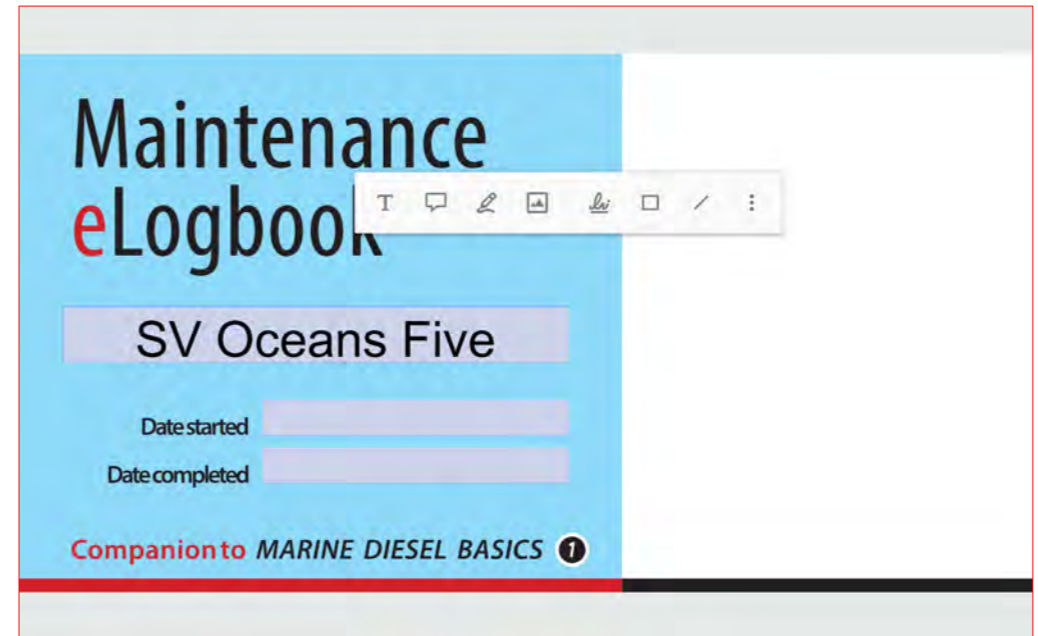 Maintenance
eLogbook
T
SV Oceans Five
Date started
Date completed
Companion to MARINE DIESEL BASICS 1